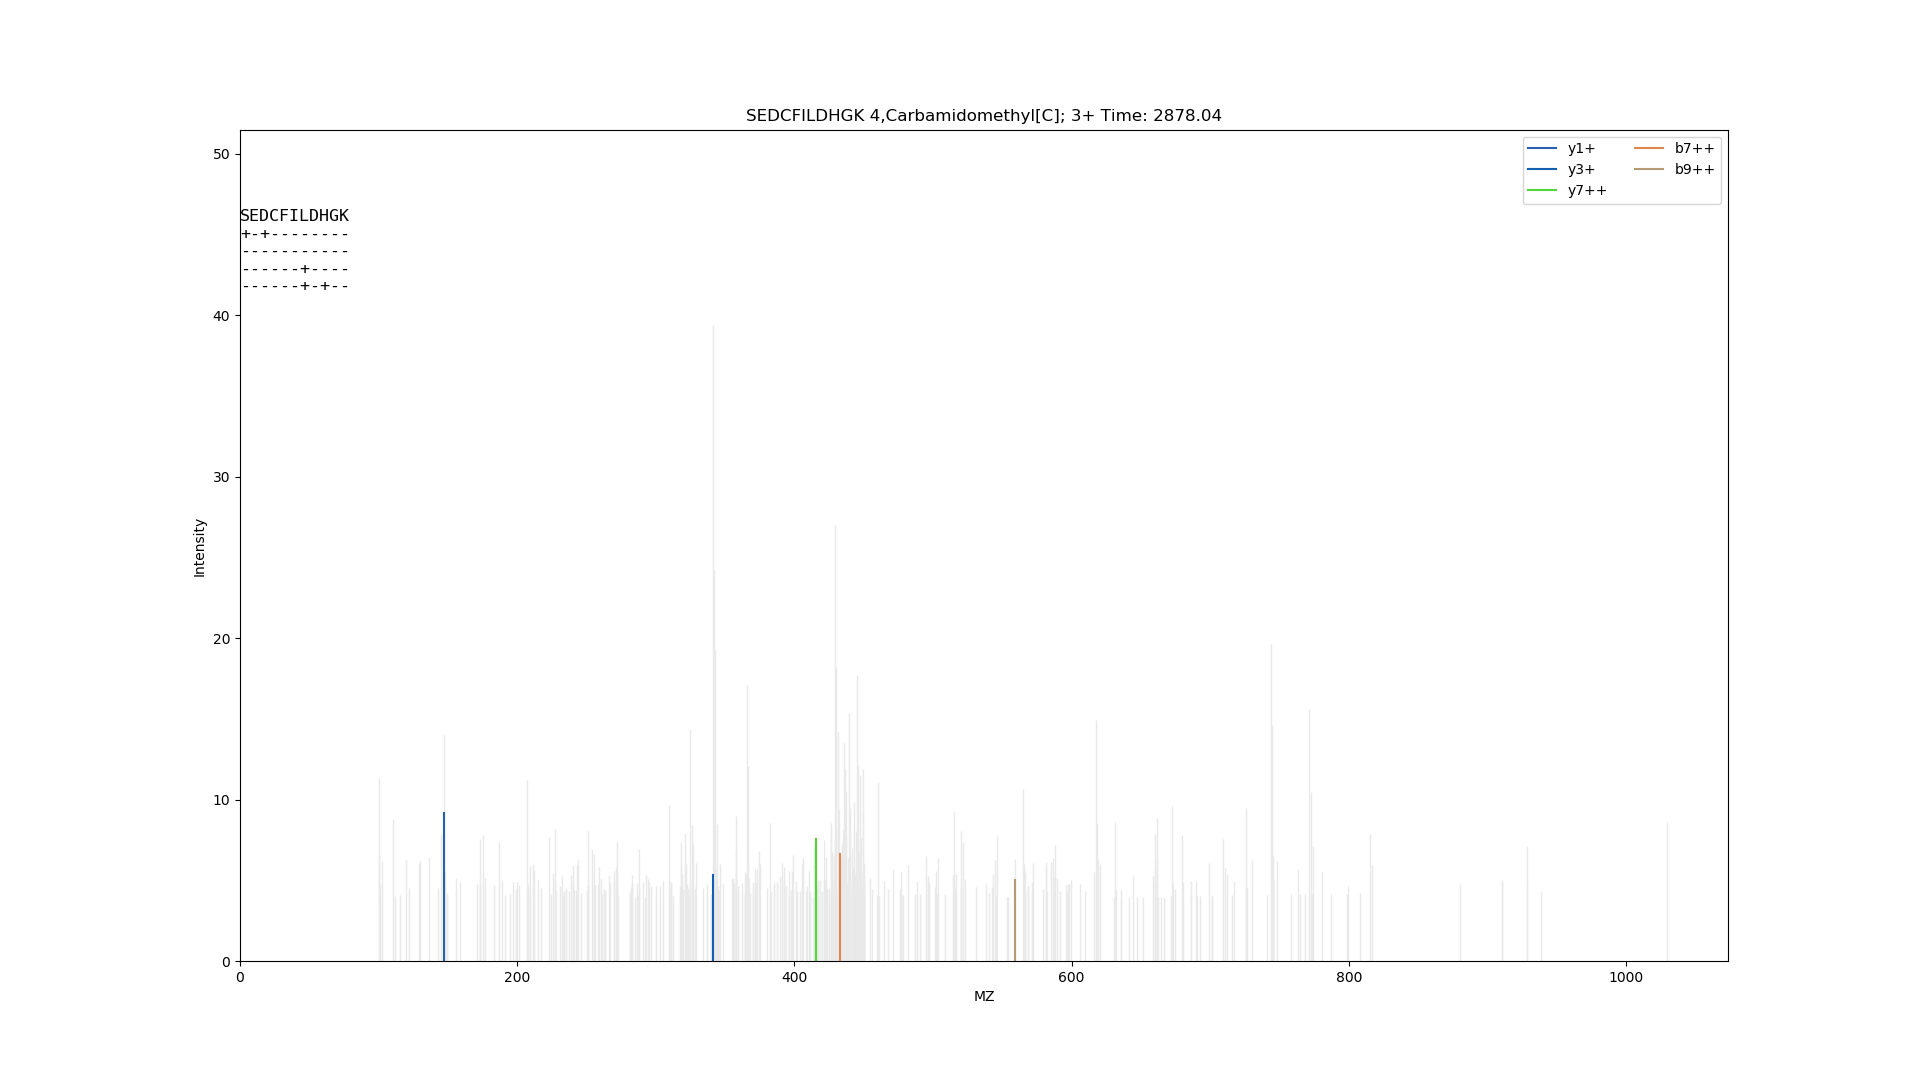 SEDCFILDHGK 4,Carbamidomethyl[C]; 3+ Time: 2878.04
y1+
y3+
y7++
b7++
b9++
SEDCFILDHGK
+-+--------
-----------
------+----
------+-+--
50
40
30
20
10
0
Intensity
0 200 400 600 800 1000
MZ